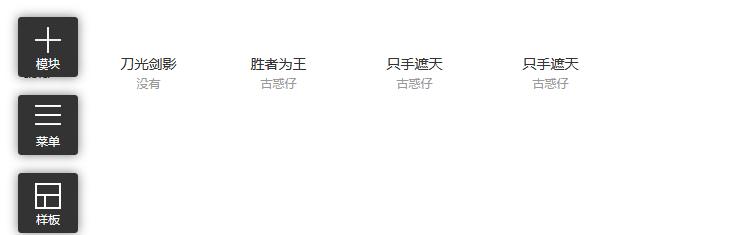 模块
刀光剑影 胜者为王 只手遮天 只手遮天
没有 古惑仔 古惑仔 古惑仔
菜单
样板